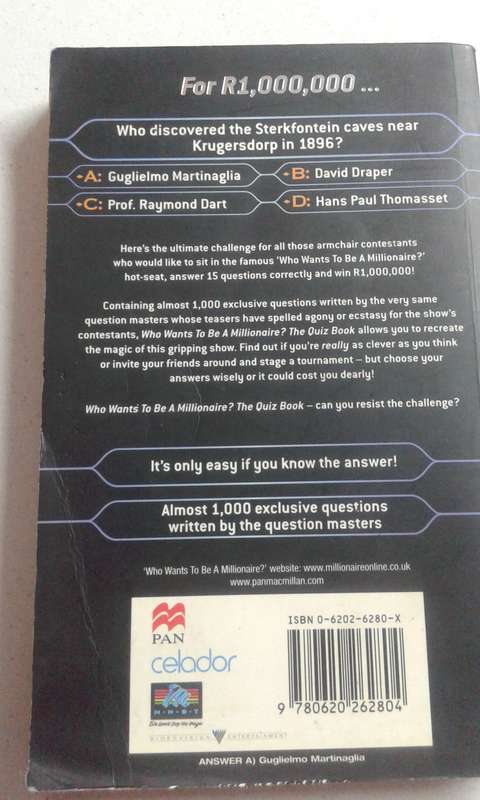 For R1,000,000 ...
Who discovered the Sterkfontein caves near
Krugersdorp in 1896?
A: Guglielmo Martinaglia
B: David Draper
C: Prof. Raymond Dart
D: Hans Paul Thomasset
Here's the ultimate challenge for all those armchair contestants
who would like to sit in the famous 'Who Wants To Be A Millionaire?'
hot-seat, answer 15 questions correctly and win R1,000,000!
Containing almost 1,000 exclusive questions written by the very same
question masters whose teasers have spelled agony or ecstasy for the show's
contestants, Who Wants To Be A Millionaire? The Quiz Book allows you to recreate
the magic of this gripping show. Find out if you're really as clever as you think
or invite your friends around and stage a tournament – but choose your
answers wisely or it could cost you dearly!
Who Wants To Be A Millionaire? The Quiz Book – can you resist the challenge?
It's only easy if you know the answer!
Almost 1,000 exclusive questions
written by the question masters
'Who Wants To Be A Millionaire?' website: www.millionaireonline.co.uk
www.panmacmillan.com
PAN
ISBN 0-6202-6280-X
celador
M-NET
We won't stop the magic
9 780620 262804
ENTERTAINMENT
ANSWER A) Guglielmo Martinaglia